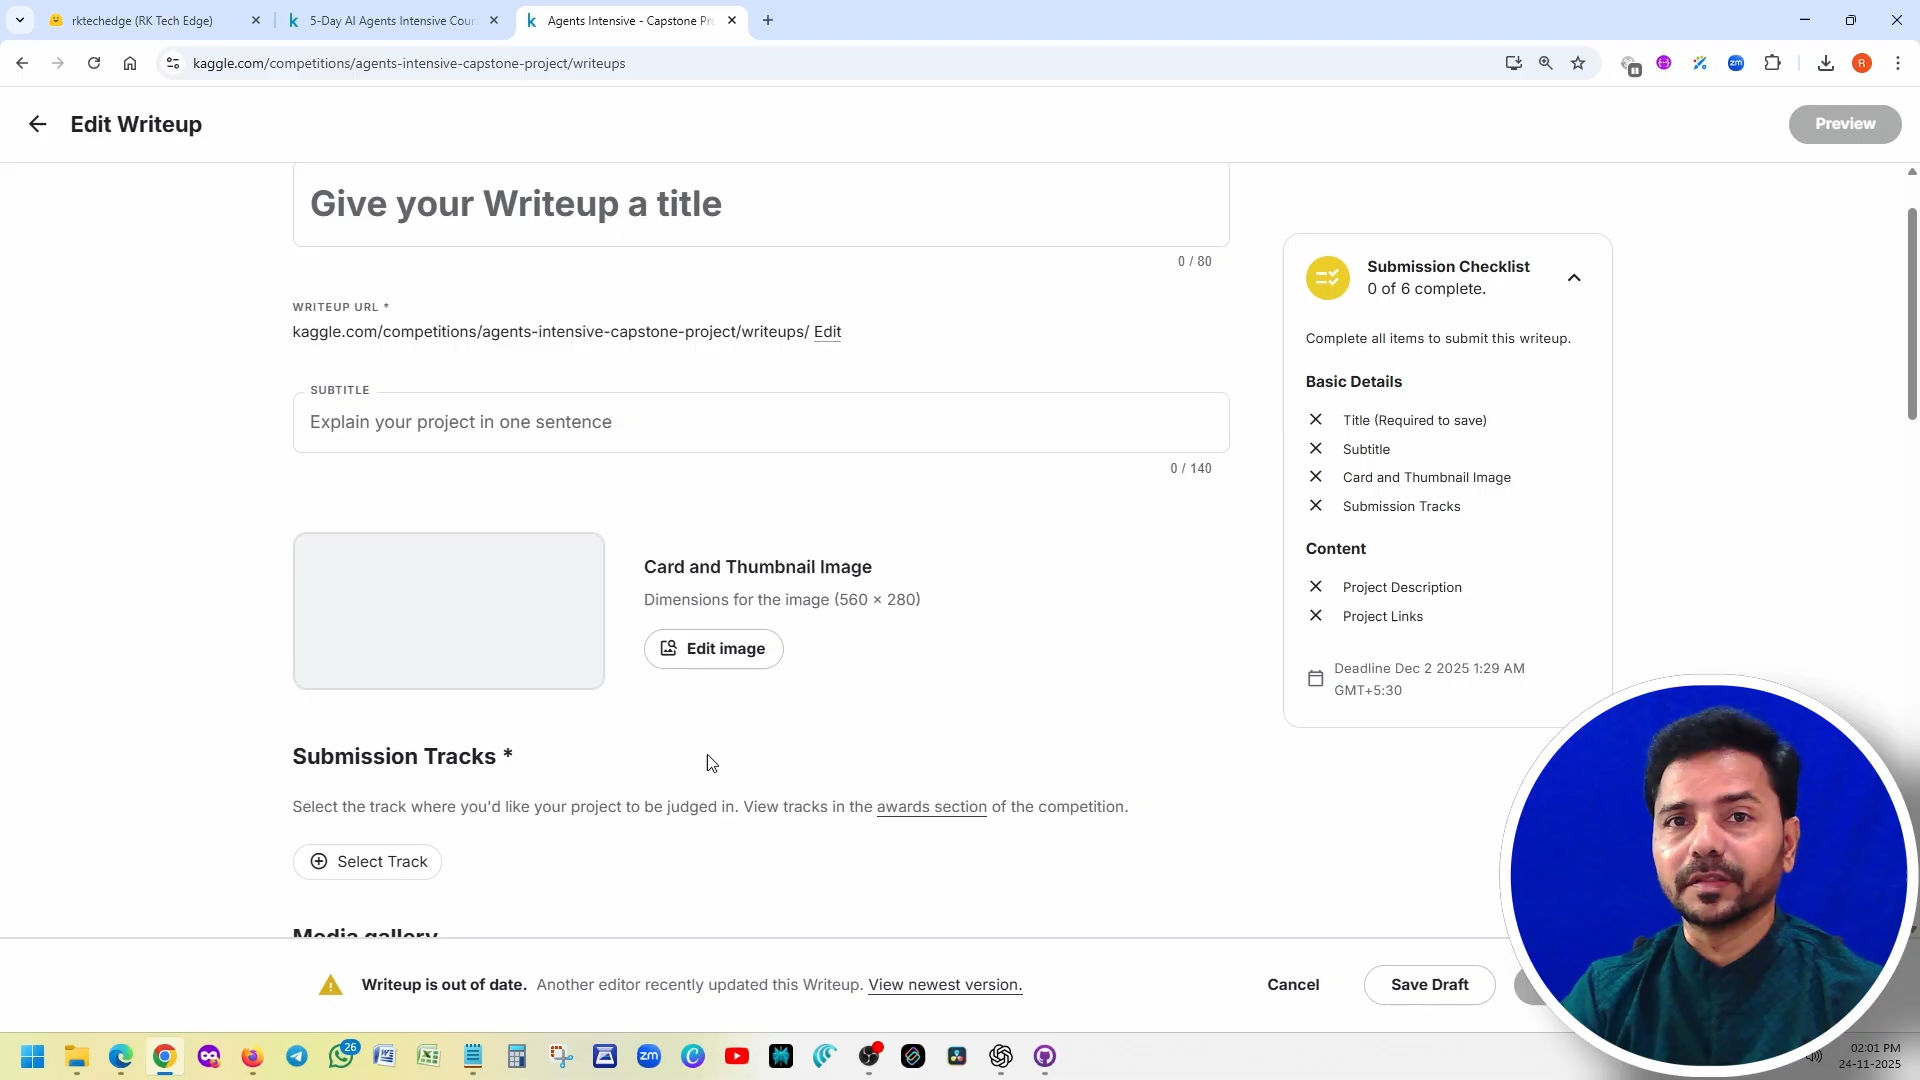 rktechedge (RK Tech Edge)
5-Day AI Agents Intensive Cour
Agents Intensive - Capstone Pro
kaggle.com/competitions/agents-intensive-capstone-project/writeups
zm
R
Edit Writeup
Preview
Give your Writeup a title
0 / 80
WRITEUP URL *
kaggle.com/competitions/agents-intensive-capstone-project/writeups/ Edit
SUBTITLE
Explain your project in one sentence
0 / 140
Card and Thumbnail Image
Dimensions for the image (560 × 280)
Edit image
Submission Tracks *
Select the track where you'd like your project to be judged in. View tracks in the awards section of the competition.
Select Track
Media gallery
Submission Checklist
0 of 6 complete.
Complete all items to submit this writeup.
Basic Details
Title (Required to save)
Subtitle
Card and Thumbnail Image
Submission Tracks
Content
Project Description
Project Links
Deadline Dec 2 2025 1:29 AM
GMT+5:30
Writeup is out of date. Another editor recently updated this Writeup. View newest version.
Cancel
Save Draft
26
zm
02:01 PM
24-11-2025